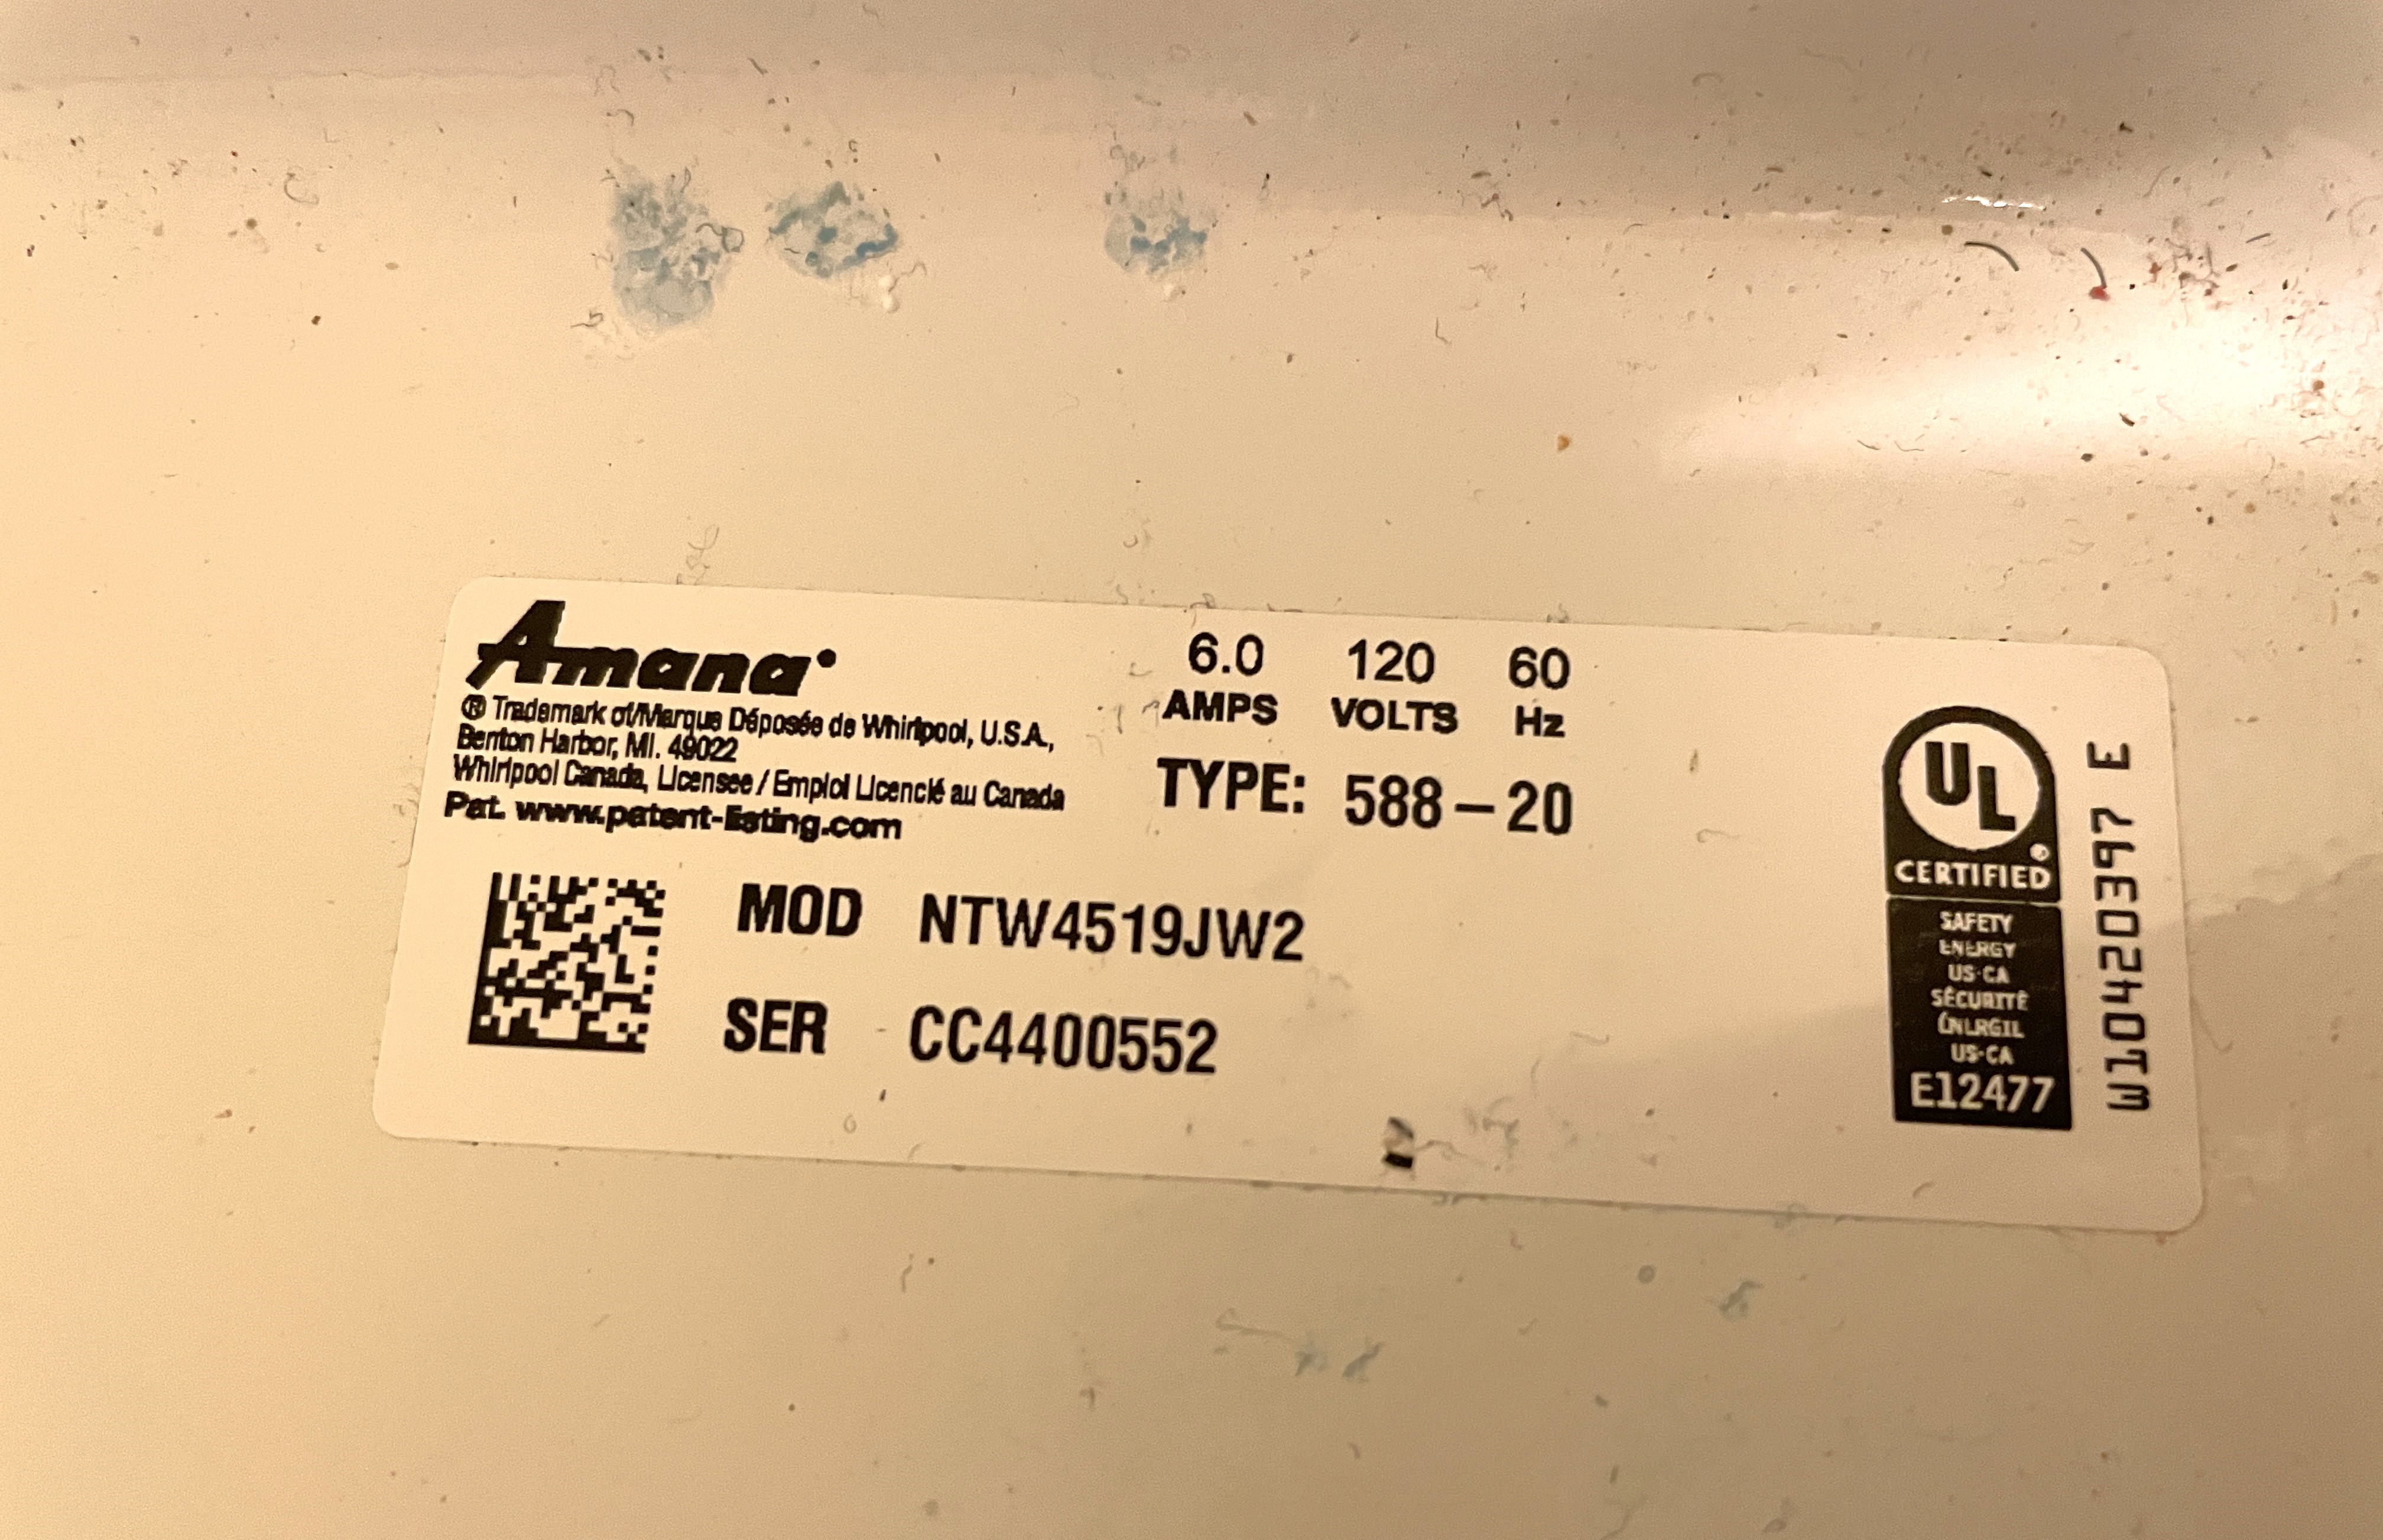 Amana
® Trademark of/Marque Déposée de Whirlpool, U.S.A.,
Benton Harbor, MI. 49022
Whirlpool Canada, Licensee / Emploi Licencié au Canada
Pat. www.patent-listing.com
6.0 120 60
AMPS VOLTS Hz
TYPE: 588-20
MOD NTW4519JW2
SER CC4400552
UL
®
CERTIFIED
SAFETY
ENERGY
US-CA
SÉCURITÉ
US-CA
E12477
W10420397 E